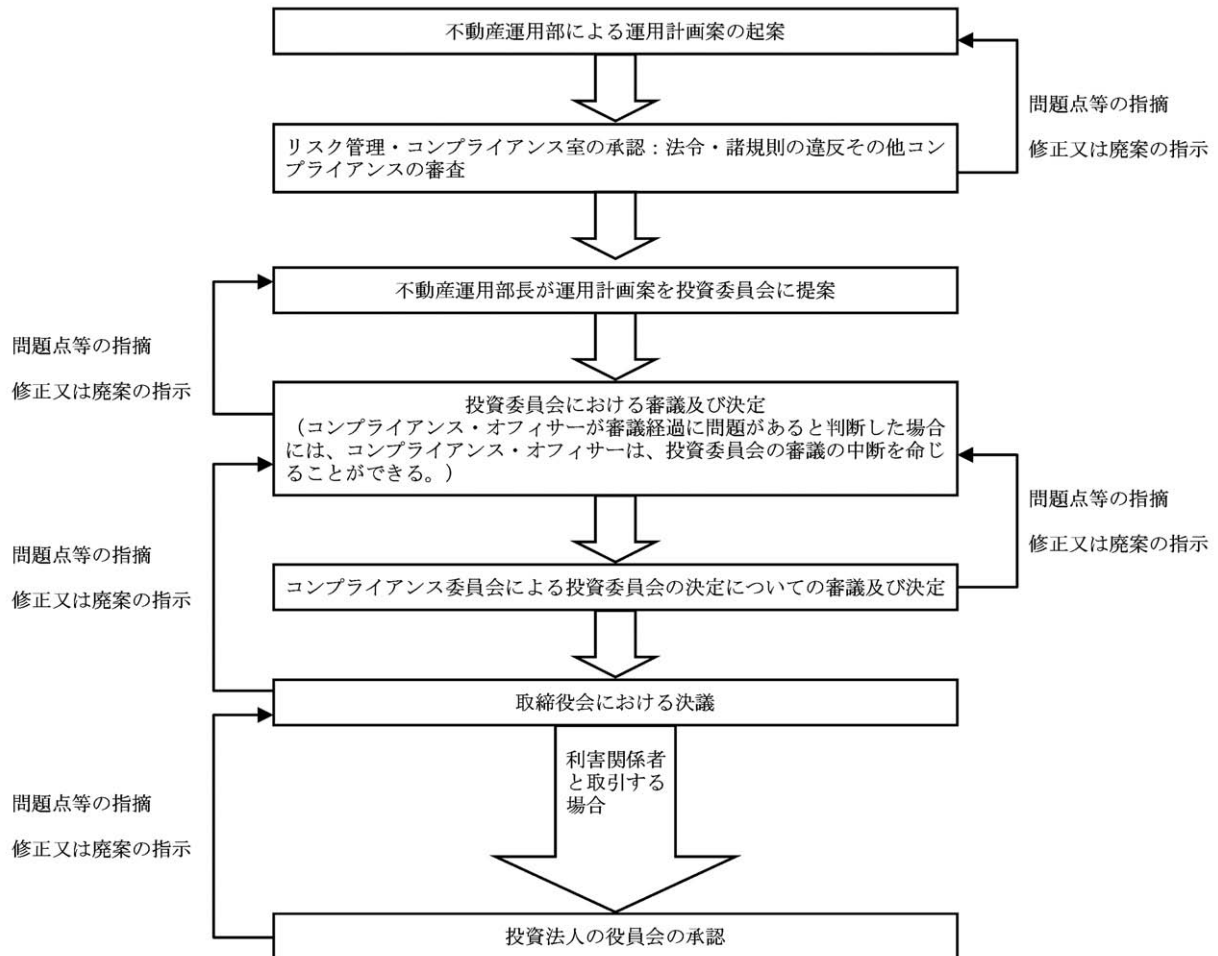 不動産運用部による運用計画案の起案
問題点等の指摘
修正又は廃案の指示
リスク管理・コンプライアンス室の承認：法令・諸規則の違反その他コン
プライアンスの審査
不動産運用部長が運用計画案を投資委員会に提案
問題点等の指摘
修正又は廃案の指示
投資委員会における審議及び決定
（コンプライアンス・オフィサーが審議経過に問題があると判断した場合
には、コンプライアンス・オフィサーは、投資委員会の審議の中断を命じ
ることができる。）
問題点等の指摘
修正又は廃案の指示
問題点等の指摘
修正又は廃案の指示
コンプライアンス委員会による投資委員会の決定についての審議及び決定
取締役会における決議
利害関係者
と取引する
場合
問題点等の指摘
修正又は廃案の指示
投資法人の役員会の承認